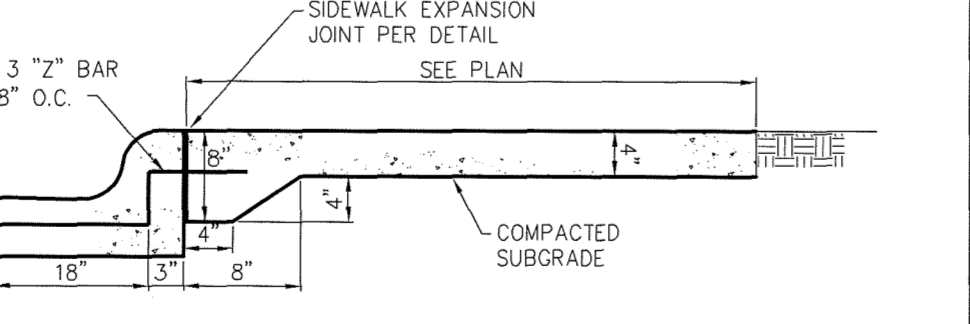 SIDEWALK EXPANSION
JOINT PER DETAIL
3 "Z" BAR
8" O.C.
SEE PLAN
8"
4"
4"
4"
COMPACTED
SUBGRADE
18"
3"
8"